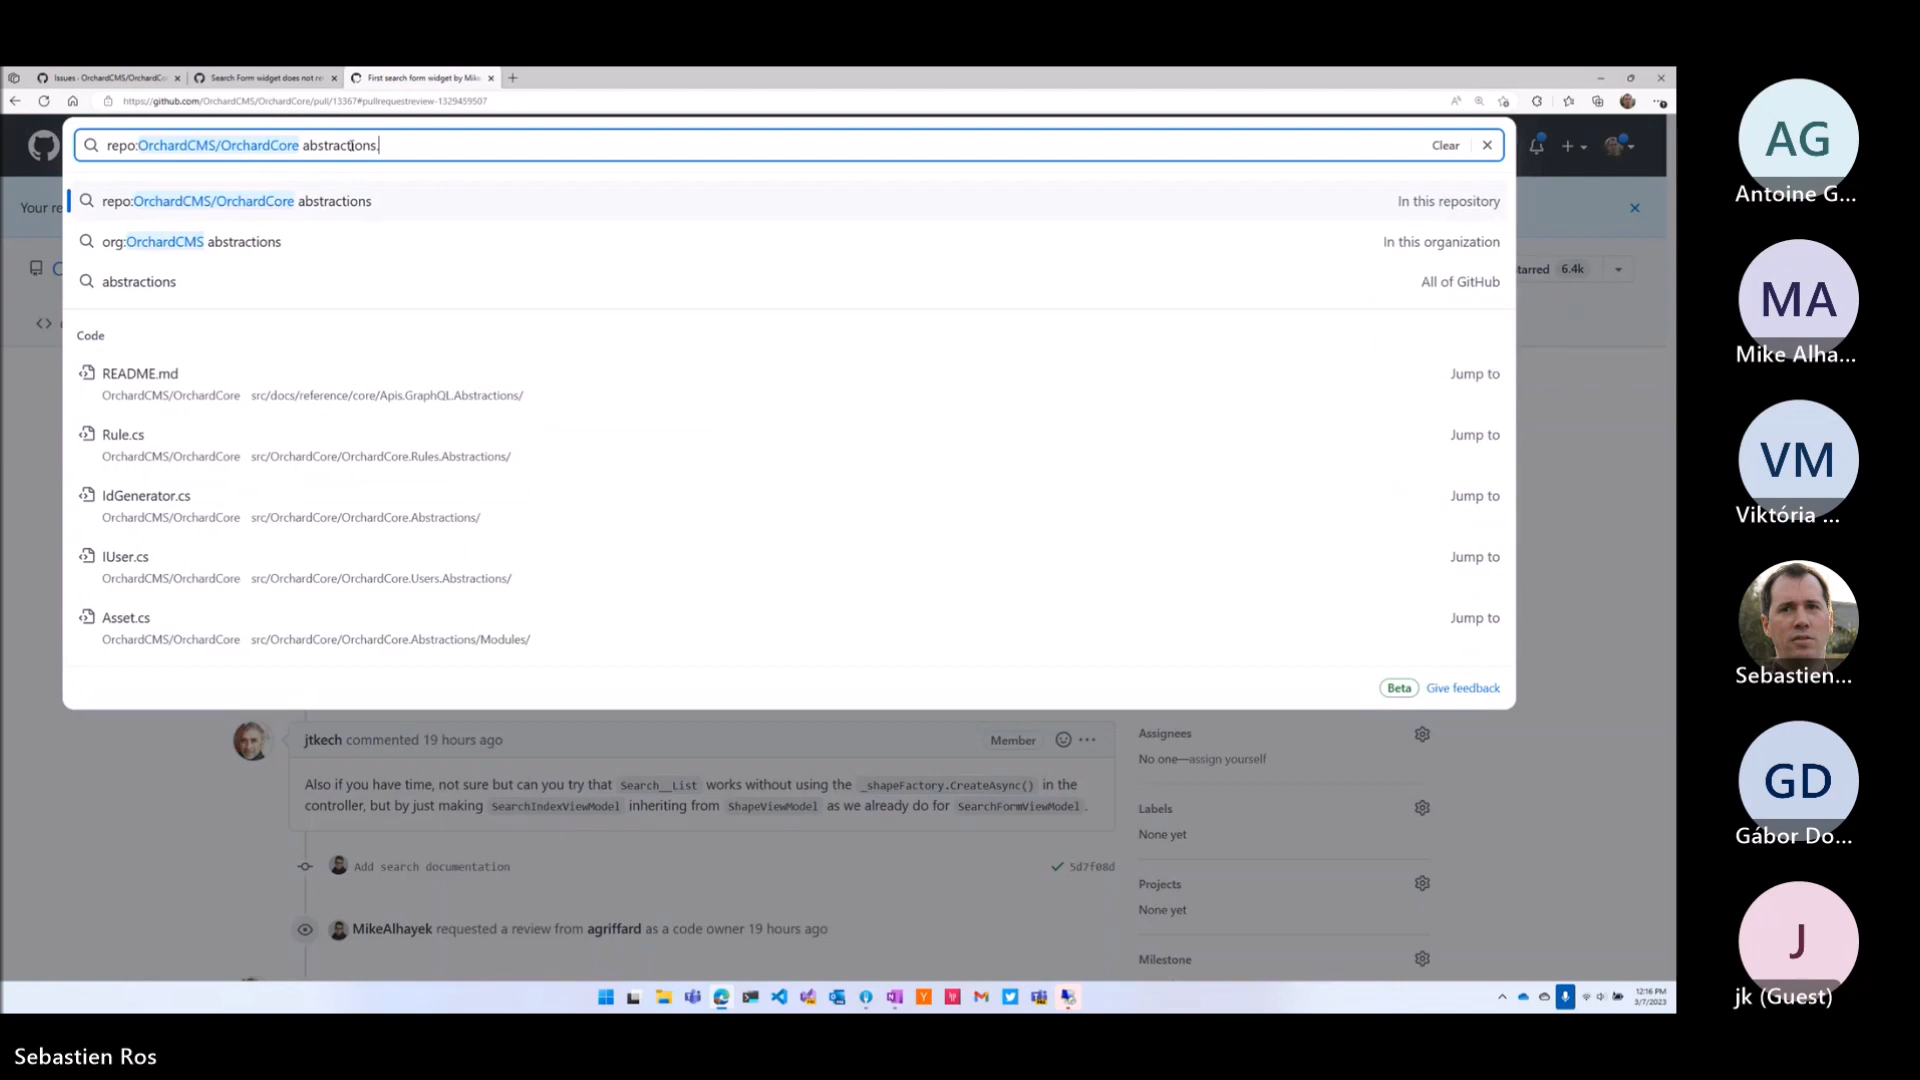 Issues · OrchardCMS/OrchardCo
Search Form widget does not re
First search form widget by Mike
https://github.com/OrchardCMS/OrchardCore/pull/13367#pullrequestreview-1329459507
repo:OrchardCMS/OrchardCore abstractions.
Clear
repo:OrchardCMS/OrchardCore abstractions
In this repository
org:OrchardCMS abstractions
In this organization
abstractions
All of GitHub
Your re
starred 6.4k
Code
README.md
Jump to
OrchardCMS/OrchardCore src/docs/reference/core/Apis.GraphQL.Abstractions/
Rule.cs
Jump to
OrchardCMS/OrchardCore src/OrchardCore/OrchardCore.Rules.Abstractions/
IdGenerator.cs
Jump to
OrchardCMS/OrchardCore src/OrchardCore/OrchardCore.Abstractions/
IUser.cs
Jump to
OrchardCMS/OrchardCore src/OrchardCore/OrchardCore.Users.Abstractions/
Asset.cs
Jump to
OrchardCMS/OrchardCore src/OrchardCore/OrchardCore.Abstractions/Modules/
Beta Give feedback
jtkech commented 19 hours ago
Member
Also if you have time, not sure but can you try that Search__List works without using the _shapeFactory.CreateAsync() in the
controller, but by just making SearchIndexViewModel inheriting from ShapeViewModel as we already do for SearchFormViewModel.
Add search documentation
5d7f08d
MikeAlhayek requested a review from agriffard as a code owner 19 hours ago
Assignees
No one—assign yourself
Labels
None yet
Projects
None yet
Milestone
12:16 PM
3/7/2023
AG
Antoine G...
MA
Mike Alha...
VM
Viktória ...
Sebastien...
GD
Gábor Do...
J
jk (Guest)
Sebastien Ros